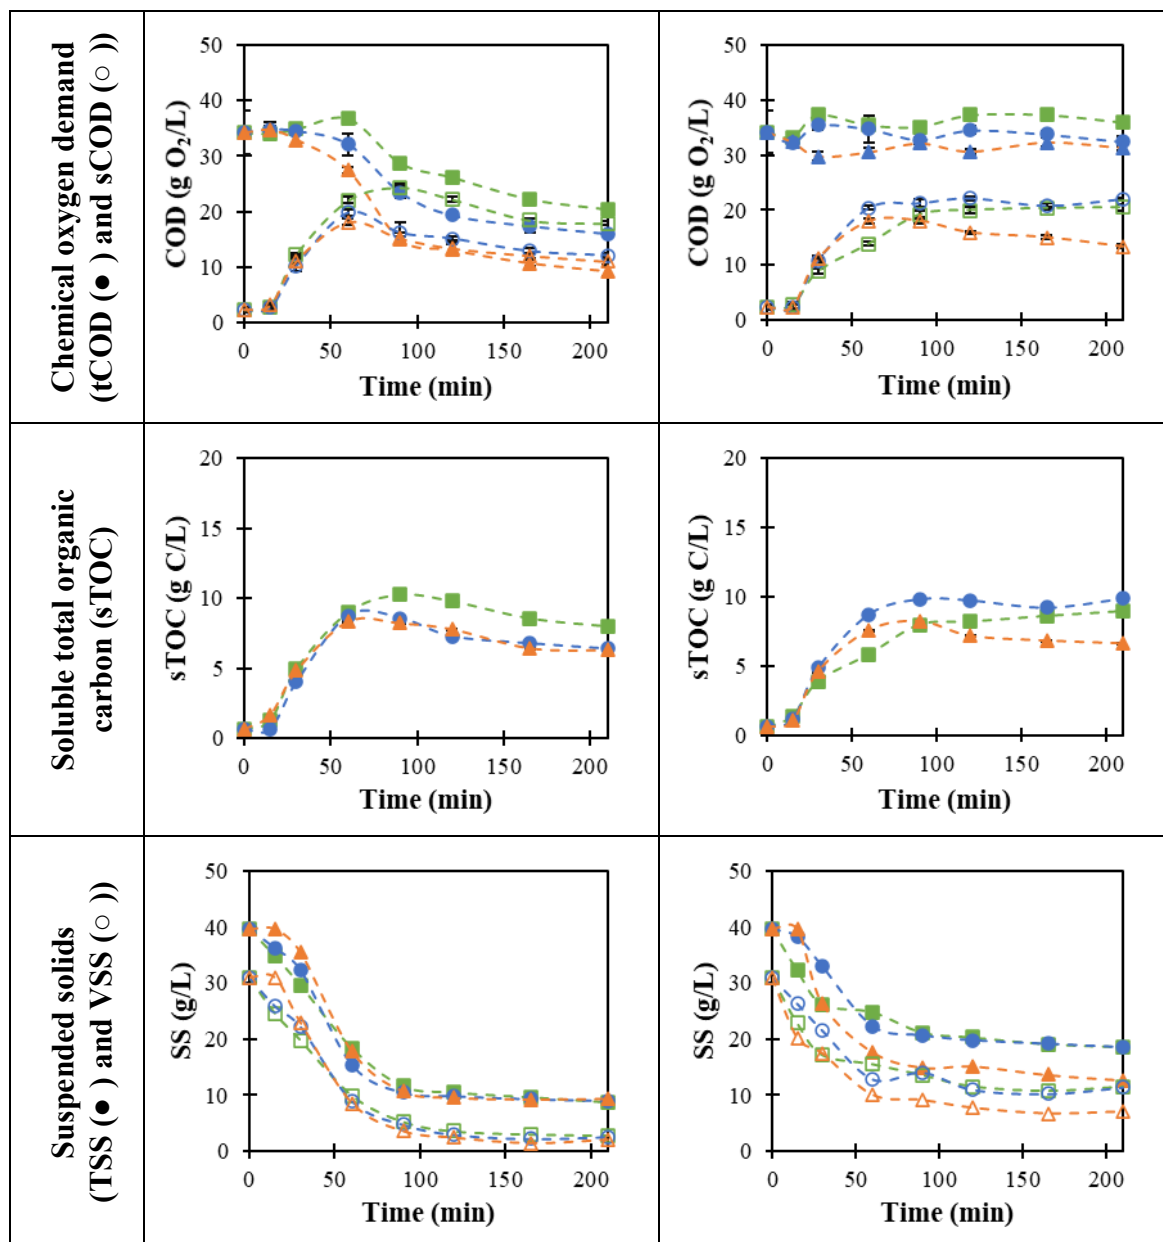 Chemical oxygen demand
(tCOD (●) and sCOD (○))
COD (g O₂/L)
50
40
30
20
10
0
0 50 100 150 200
Time (min)
COD (g O₂/L)
50
40
30
20
10
0
0 50 100 150 200
Time (min)
Soluble total organic
carbon (sTOC)
sTOC (g C/L)
20
15
10
5
0
0 50 100 150 200
Time (min)
sTOC (g C/L)
20
15
10
5
0
0 50 100 150 200
Time (min)
Suspended solids
(TSS (●) and VSS (○))
SS (g/L)
50
40
30
20
10
0
0 50 100 150 200
Time (min)
SS (g/L)
50
40
30
20
10
0
0 50 100 150 200
Time (min)